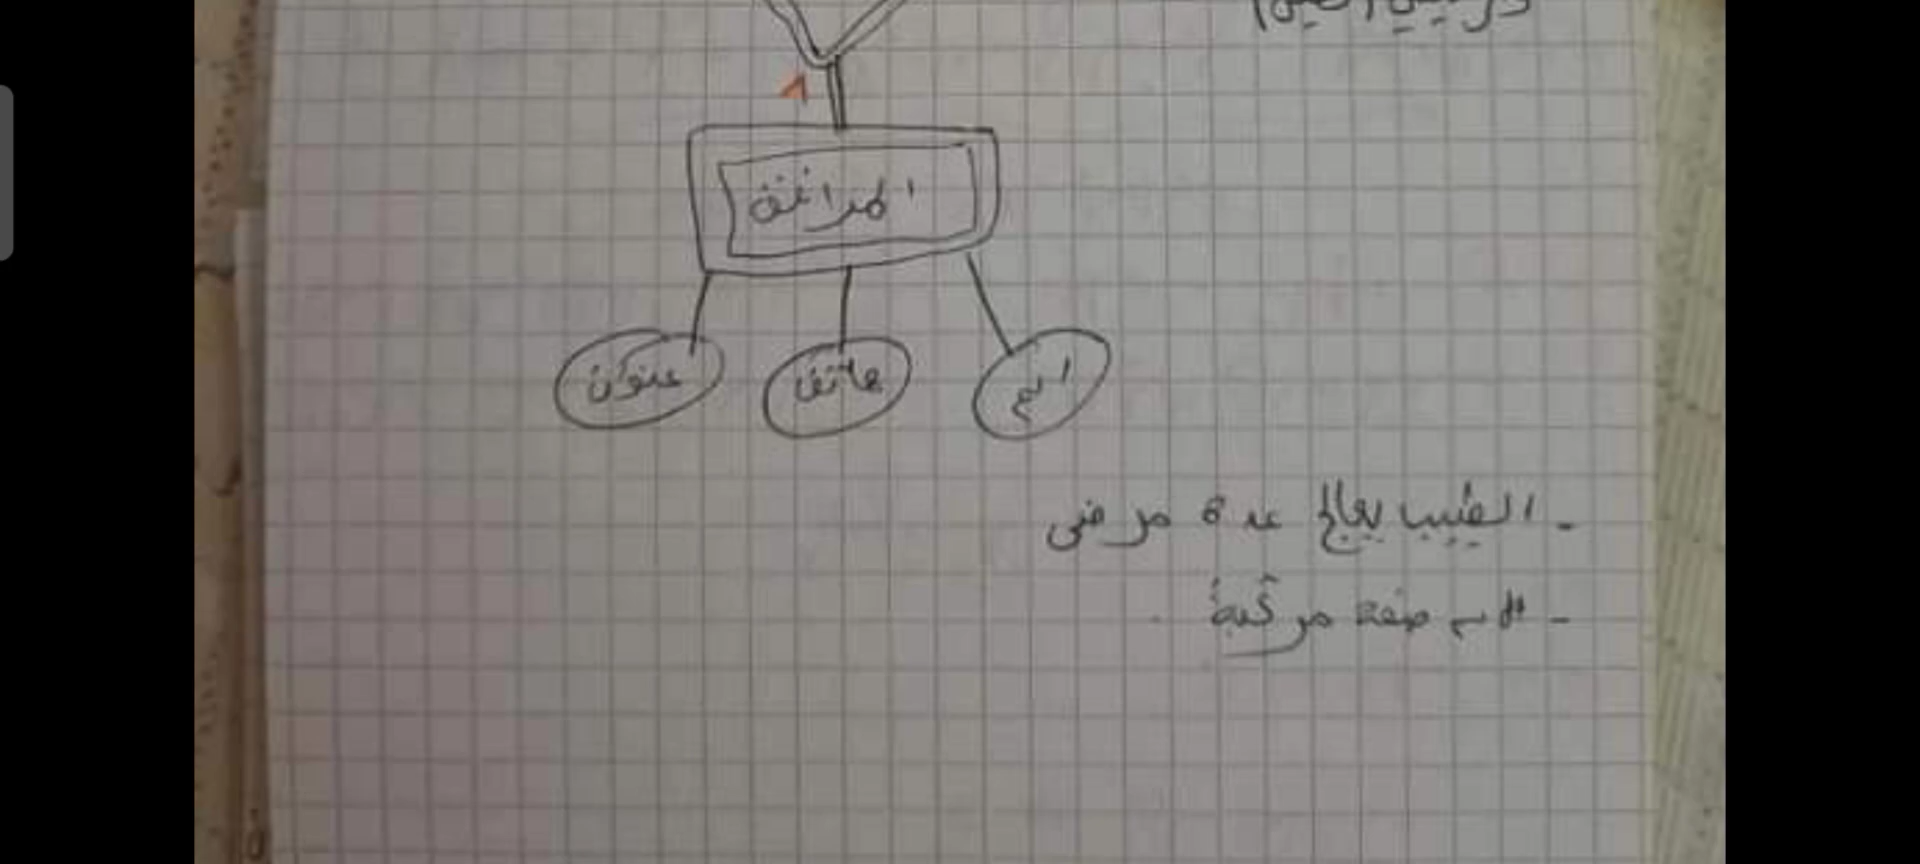 المرافق
اسم
هاتف
عنوان
- الطبيب يعالج عدة مرضى
- الاسم صفة مركبة